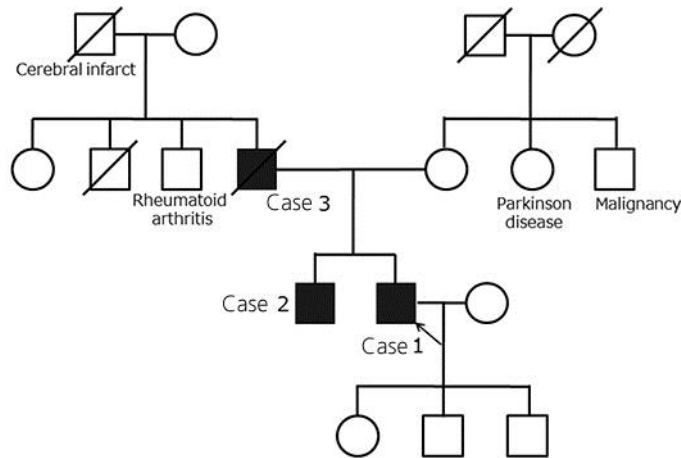 Cerebral infarct
Rheumatoid
arthritis
Case 3
Parkinson
disease
Malignancy
Case 2
Case 1